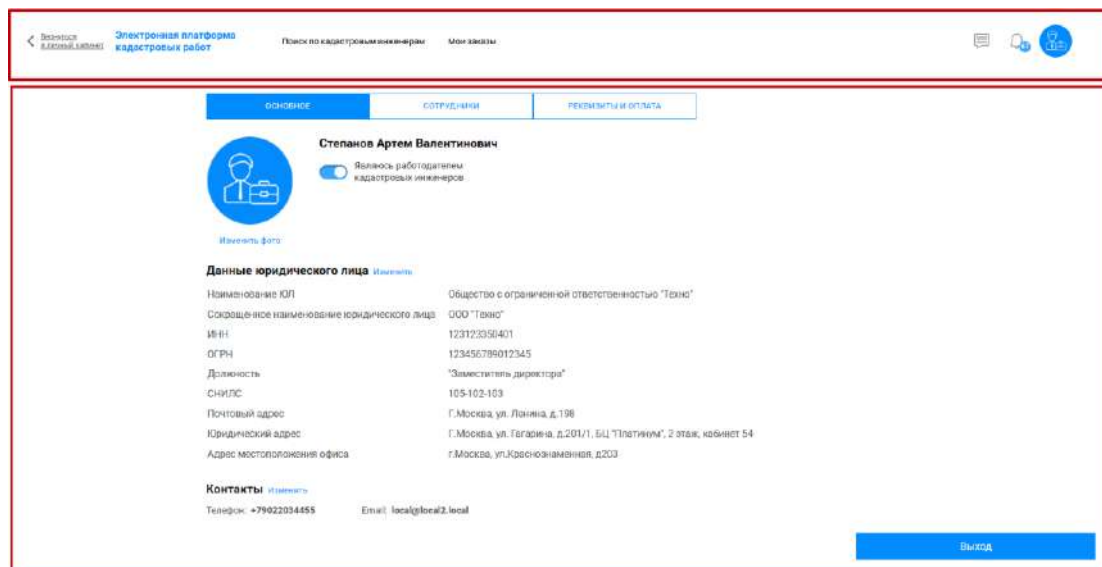 Вернуться
в личный кабинет
Электронная платформа
кадастровых работ
Поиск по кадастровым инженерам
Мои заказы
ОСНОВНОЕ
СОТРУДНИКИ
РЕКВИЗИТЫ И ОПЛАТА
Степанов Артем Валентинович
Являюсь работодателем
кадастровых инженеров
Изменить фото
Данные юридического лица Изменить
Наименование ЮЛ Общество с ограниченной ответственностью "Техно"
Сокращенное наименование юридического лица ООО "Техно"
ИНН 123123350401
ОГРН 123456789012345
Должность "Заместитель директора"
СНИЛС 105-102-103
Почтовый адрес Г.Москва, ул. Ленина, д.198
Юридический адрес Г.Москва, ул. Гагарина, д.201/1, БЦ "Платинум", 2 этаж, кабинет 54
Адрес местоположения офиса г.Москва, ул.Краснознаменная, д203
Контакты Изменить
Телефон: +79022034455 Email: local@local2.local
Выход